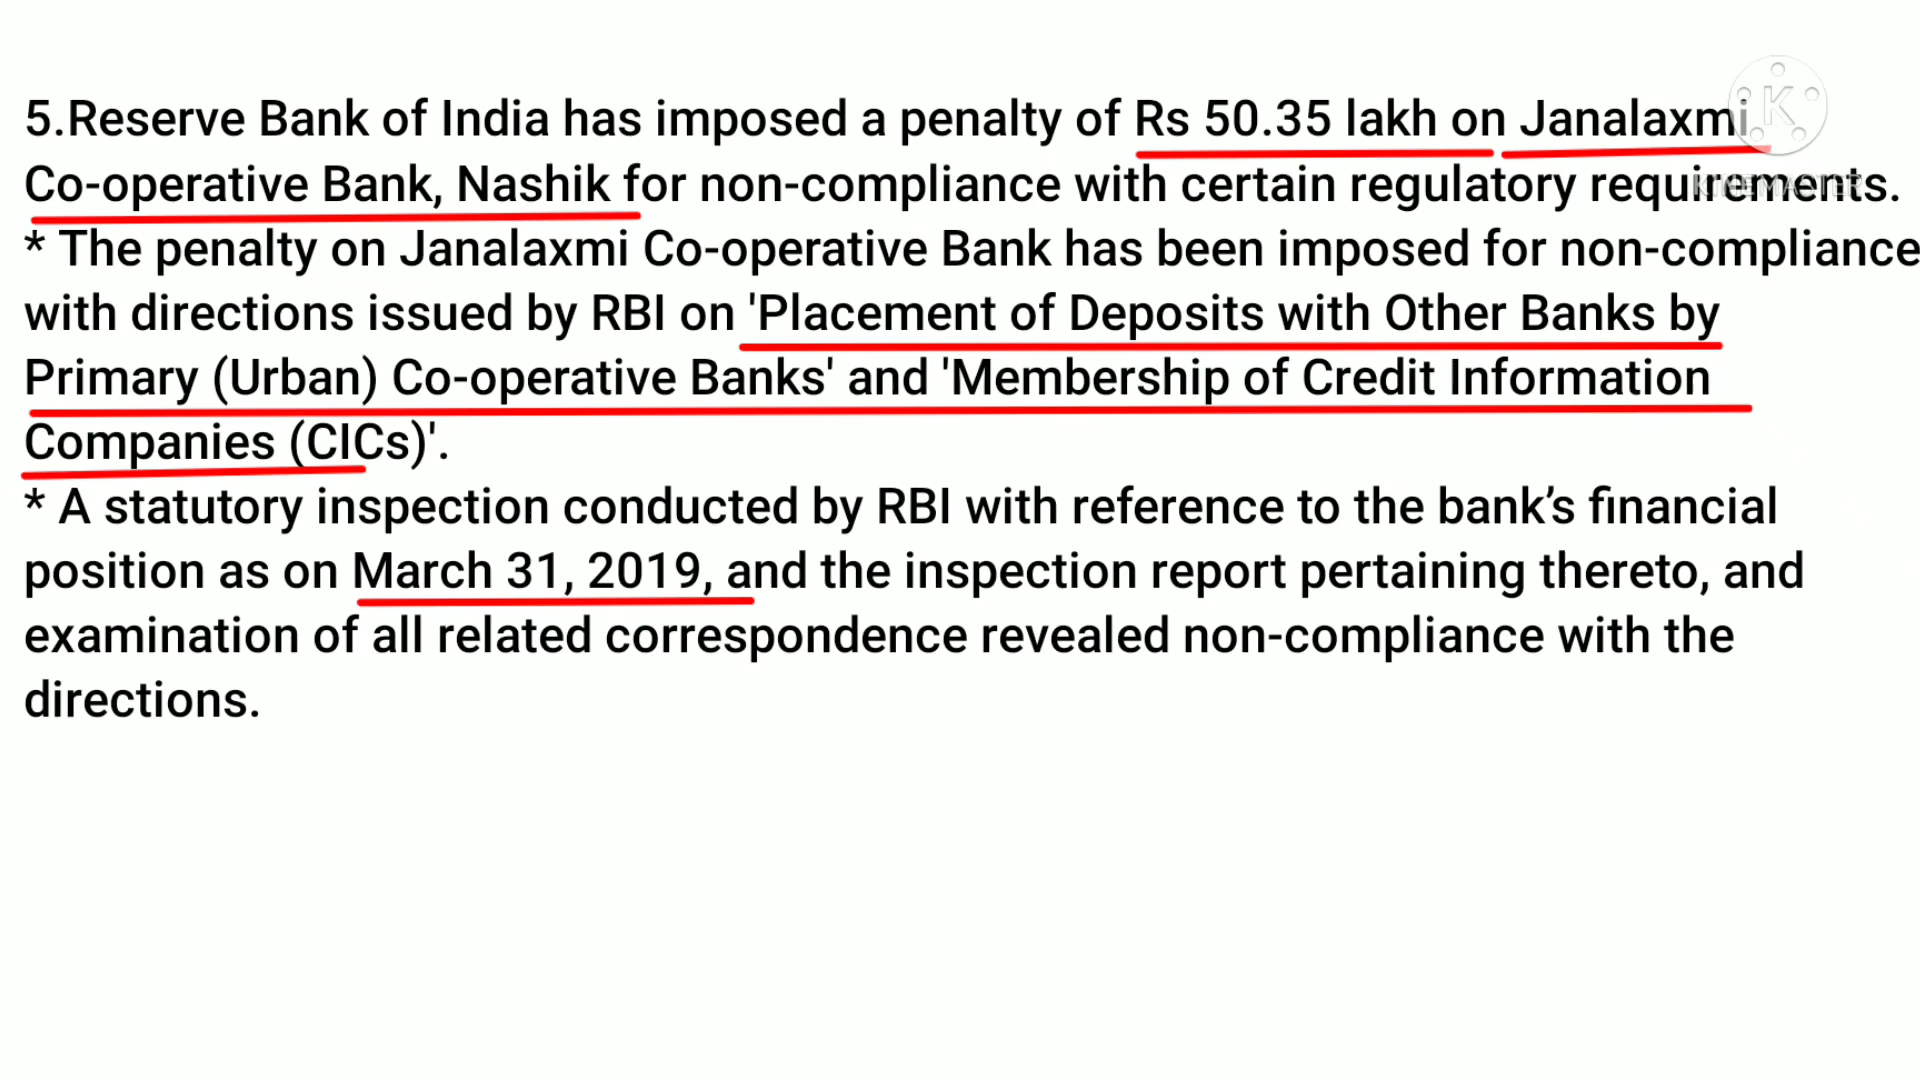 5.Reserve Bank of India has imposed a penalty of Rs 50.35 lakh on Janalaxmi
Co-operative Bank, Nashik for non-compliance with certain regulatory requirements.
* The penalty on Janalaxmi Co-operative Bank has been imposed for non-compliance
with directions issued by RBI on 'Placement of Deposits with Other Banks by
Primary (Urban) Co-operative Banks' and 'Membership of Credit Information
Companies (CICs)'.
* A statutory inspection conducted by RBI with reference to the bank’s financial
position as on March 31, 2019, and the inspection report pertaining thereto, and
examination of all related correspondence revealed non-compliance with the
directions.
K
KINEMASTER